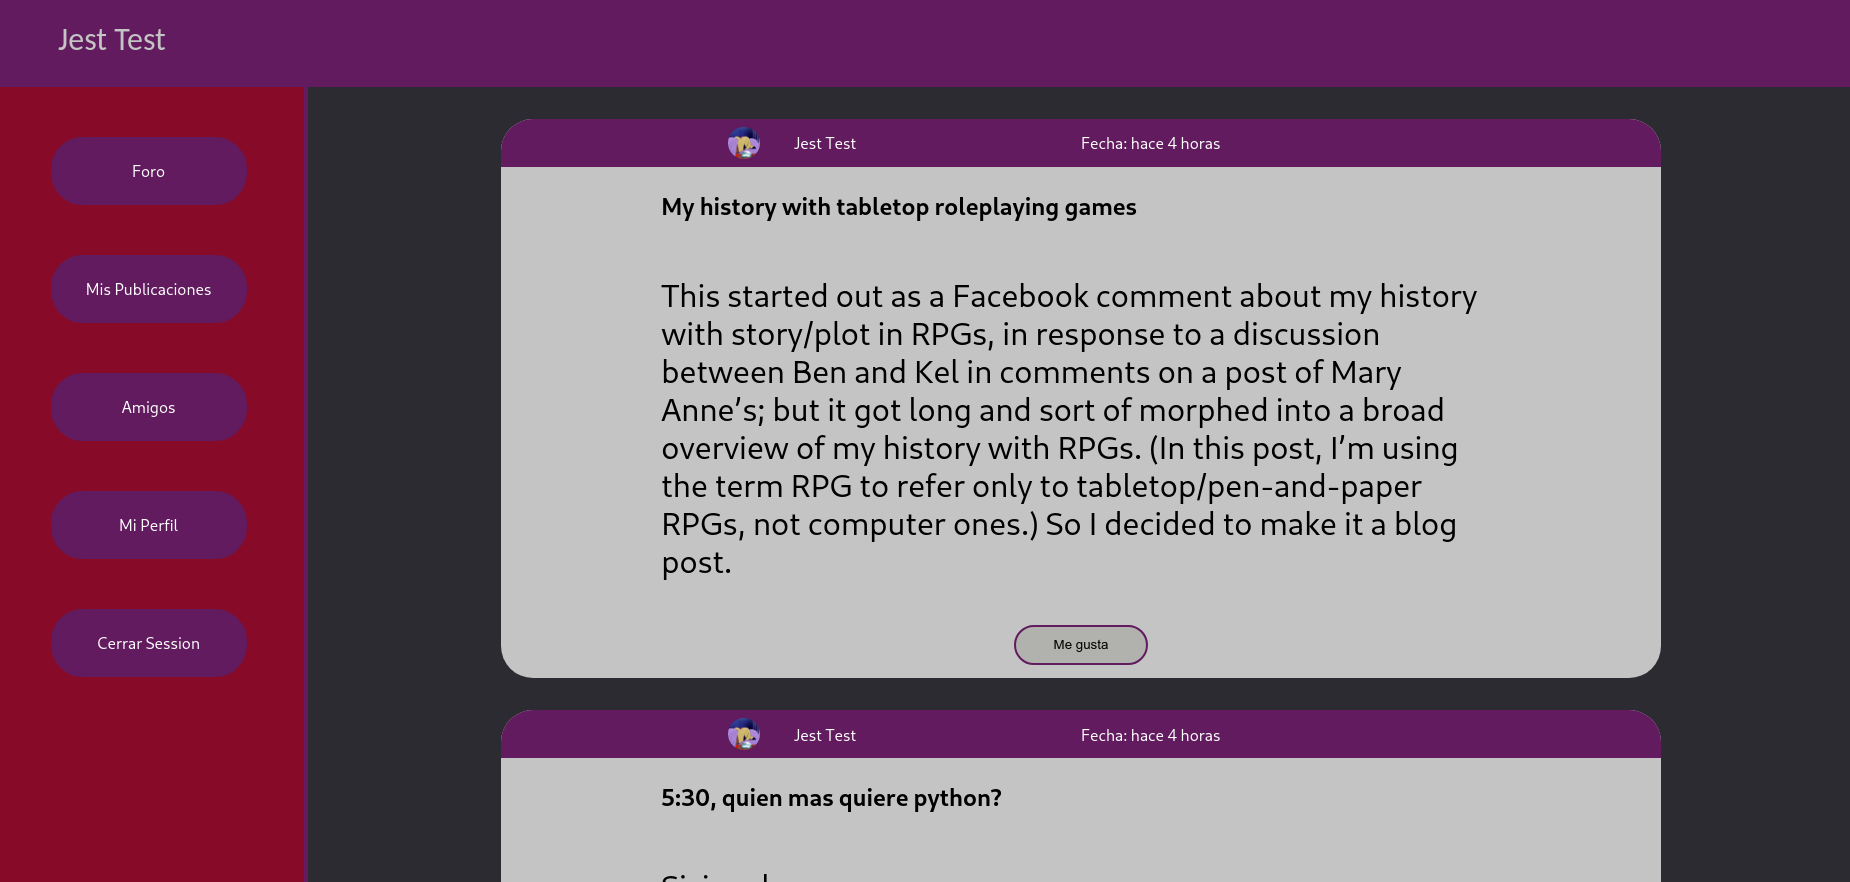 Jest Test
Foro
Mis Publicaciones
Amigos
Mi Perfil
Cerrar Session
Jest Test
Fecha: hace 4 horas
My history with tabletop roleplaying games
This started out as a Facebook comment about my history
with story/plot in RPGs, in response to a discussion
between Ben and Kel in comments on a post of Mary
Anne’s; but it got long and sort of morphed into a broad
overview of my history with RPGs. (In this post, I’m using
the term RPG to refer only to tabletop/pen-and-paper
RPGs, not computer ones.) So I decided to make it a blog
post.
Me gusta
Jest Test
Fecha: hace 4 horas
5:30, quien mas quiere python?